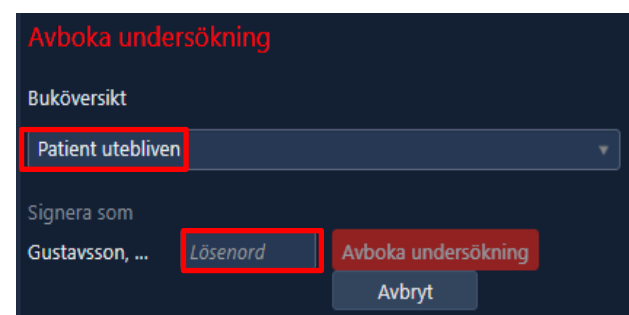 Avboka undersökning
Buköversikt
Patient utebliven
Signera som
Gustavsson, ... Lösenord Avboka undersökning
Avbryt